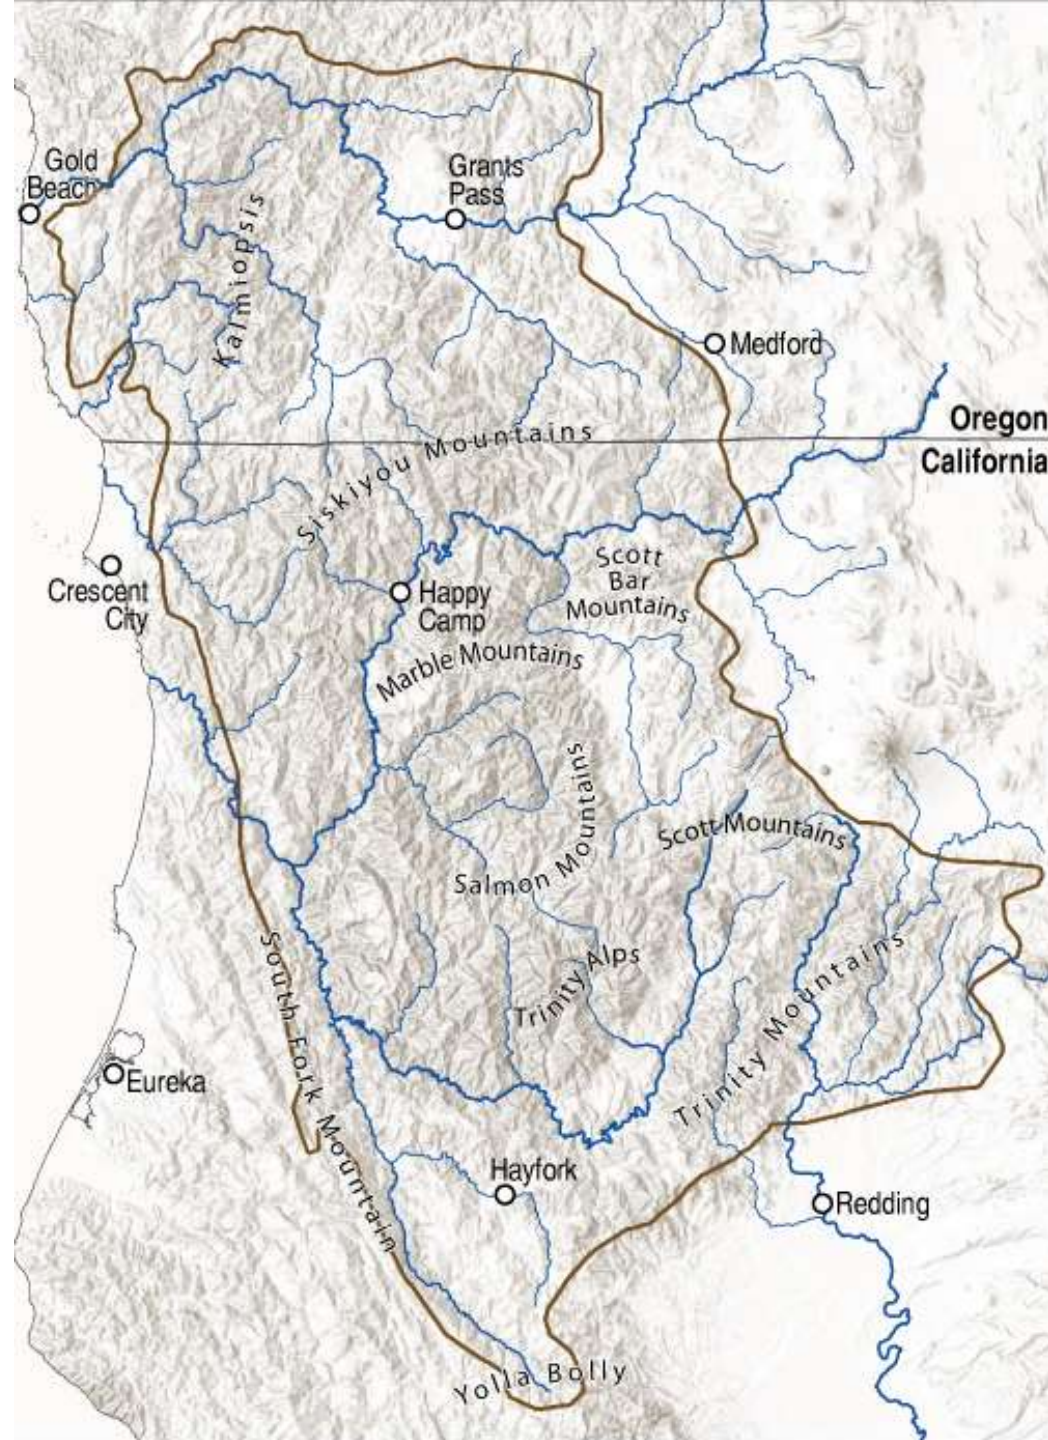 Gold
Beach
Grants
Pass
Kalmiopsis
Medford
Oregon
California
Siskiyou Mountains
Crescent
City
Happy
Camp
Scott
Bar
Mountains
Marble Mountains
Salmon Mountains
Scott Mountains
Trinity Alps
Trinity Mountains
South Fork Mountain
Eureka
Hayfork
Redding
Yolla Bolly